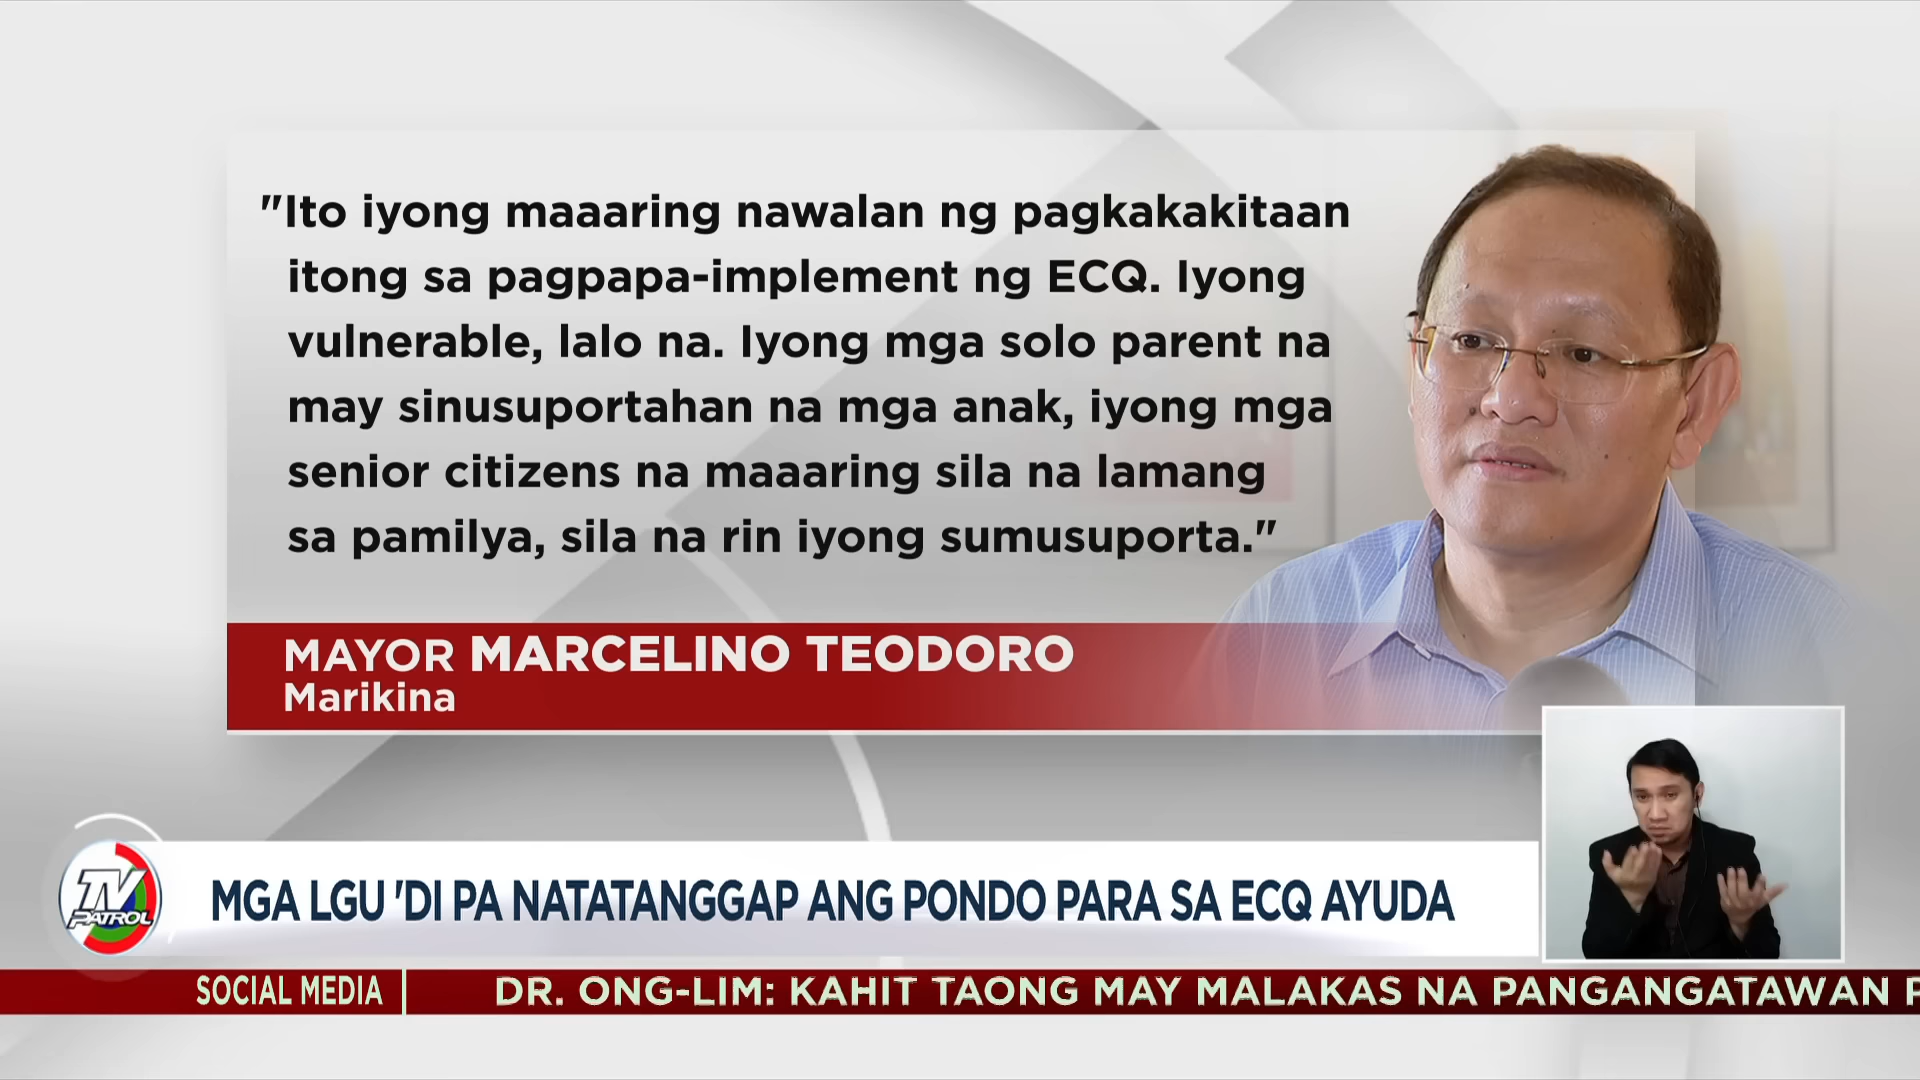 "Ito iyong maaaring nawalan ng pagkakakitaan
itong sa pagpapa-implement ng ECQ. Iyong
vulnerable, lalo na. Iyong mga solo parent na
may sinusuportahan na mga anak, iyong mga
senior citizens na maaaring sila na lamang
sa pamilya, sila na rin iyong sumusuporta."
MAYOR MARCELINO TEODORO
Marikina
TV
PATROL
MGA LGU 'DI PA NATATANGGAP ANG PONDO PARA SA ECQ AYUDA
SOCIAL MEDIA
DR. ONG-LIM: KAHIT TAONG MAY MALAKAS NA PANGANGATAWAN